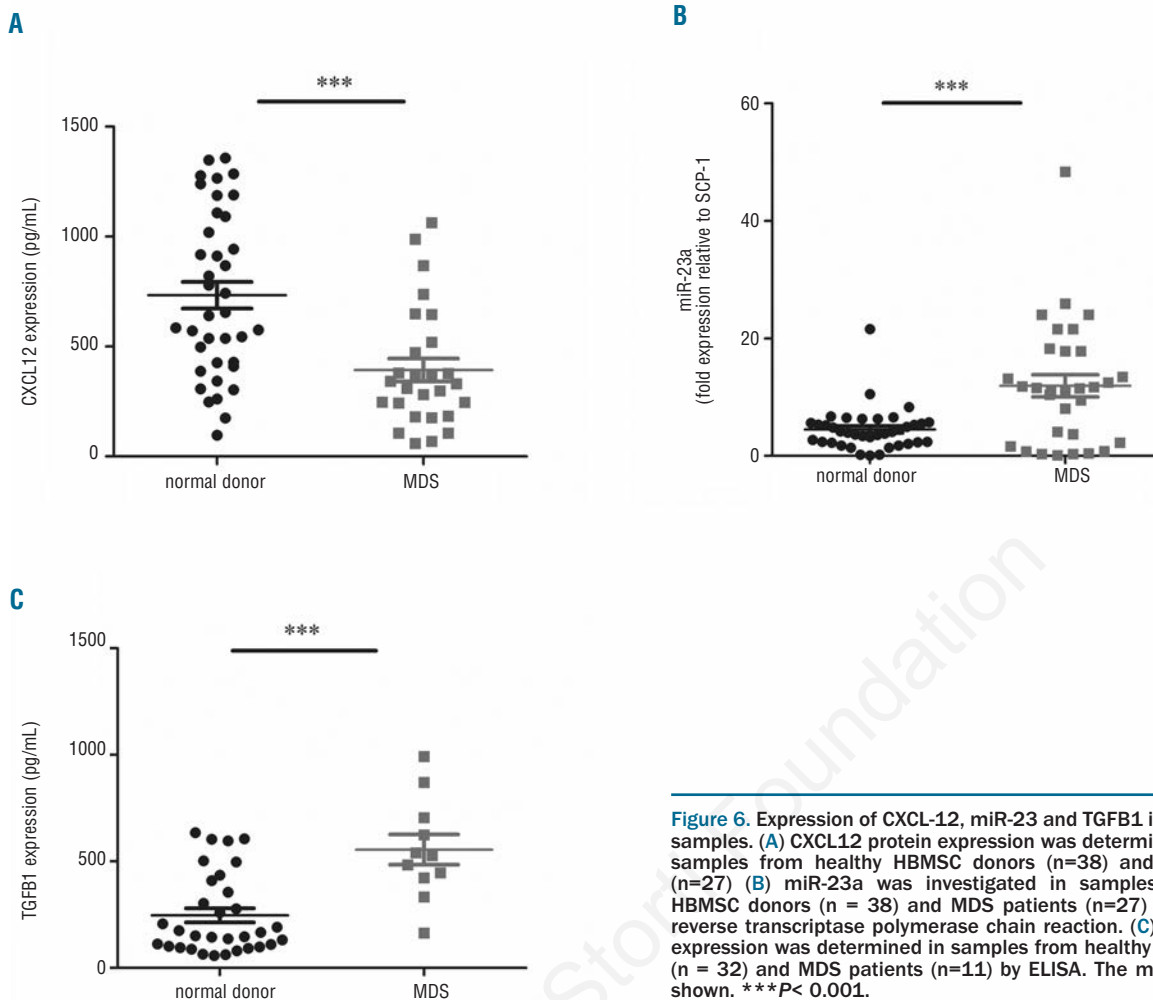 A
***
1500
1000
500
0
CXCL12 expression (pg/mL)
normal donor
MDS
B
***
60
40
20
0
miR-23a
(fold expression relative to SCP-1
normal donor
MDS
C
***
1500
1000
500
0
TGFB1 expression (pg/mL)
normal donor
MDS
Storti Foundation
Figure 6. Expression of CXCL-12, miR-23 and TGFB1 i
samples. (A) CXCL12 protein expression was determi
samples from healthy HBMSC donors (n=38) and
(n=27) (B) miR-23a was investigated in samples
HBMSC donors (n = 38) and MDS patients (n=27)
reverse transcriptase polymerase chain reaction. (C)
expression was determined in samples from healthy
(n = 32) and MDS patients (n=11) by ELISA. The m
shown. ***P< 0.001.